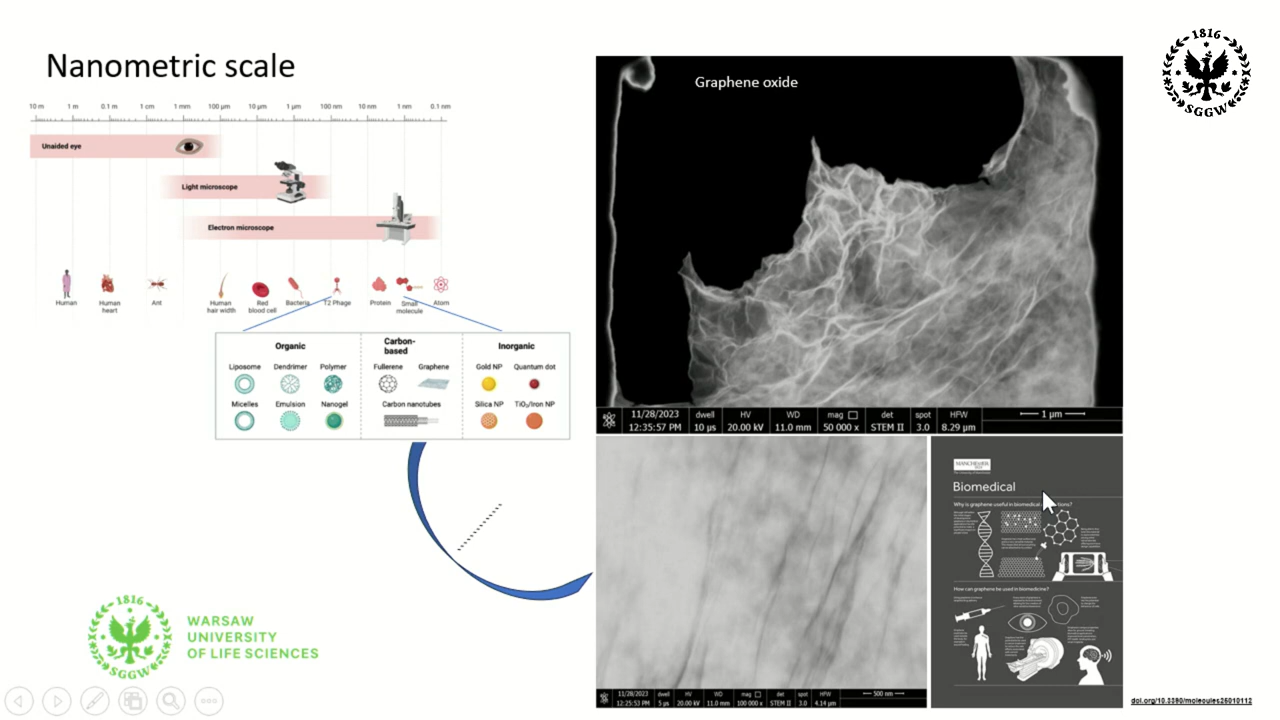 Nanometric scale
10 m 1 m 0.1 m 1 cm 1 mm 100 µm 10 µm 1 µm 100 nm 10 nm 1 nm 0.1 nm
Unaided eye
Light microscope
Electron microscope
Human
Human heart
Ant
Human hair width
Red blood cell
Bacteria
T2 Phage
Protein
Small molecule
Atom
Organic
Liposome Dendrimer Polymer
Micelles Emulsion Nanogel
Carbon-
based
Fullerene Graphene
Carbon nanotubes
Inorganic
Gold NP Quantum dot
Silica NP TiO₂/Iron NP
1816
SGGW
WARSAW
UNIVERSITY
OF LIFE SCIENCES
Graphene oxide
11/28/2023 dwell HV WD mag det spot HFW 1 µm
12:35:57 PM 10 µs 20.00 kV 11.0 mm 50 000 x STEM II 3.0 8.29 µm
11/28/2023 dwell HV WD mag det spot HFW 500 nm
12:25:53 PM 5 µs 20.00 kV 11.0 mm 100 000 x STEM II 3.0 4.14 µm
MANCHESTER
Biomedical
Why is graphene useful in biomedical
How can graphene be used in biomedicine?
1816
SGGW
doi.org/10.3390/molecules25010112